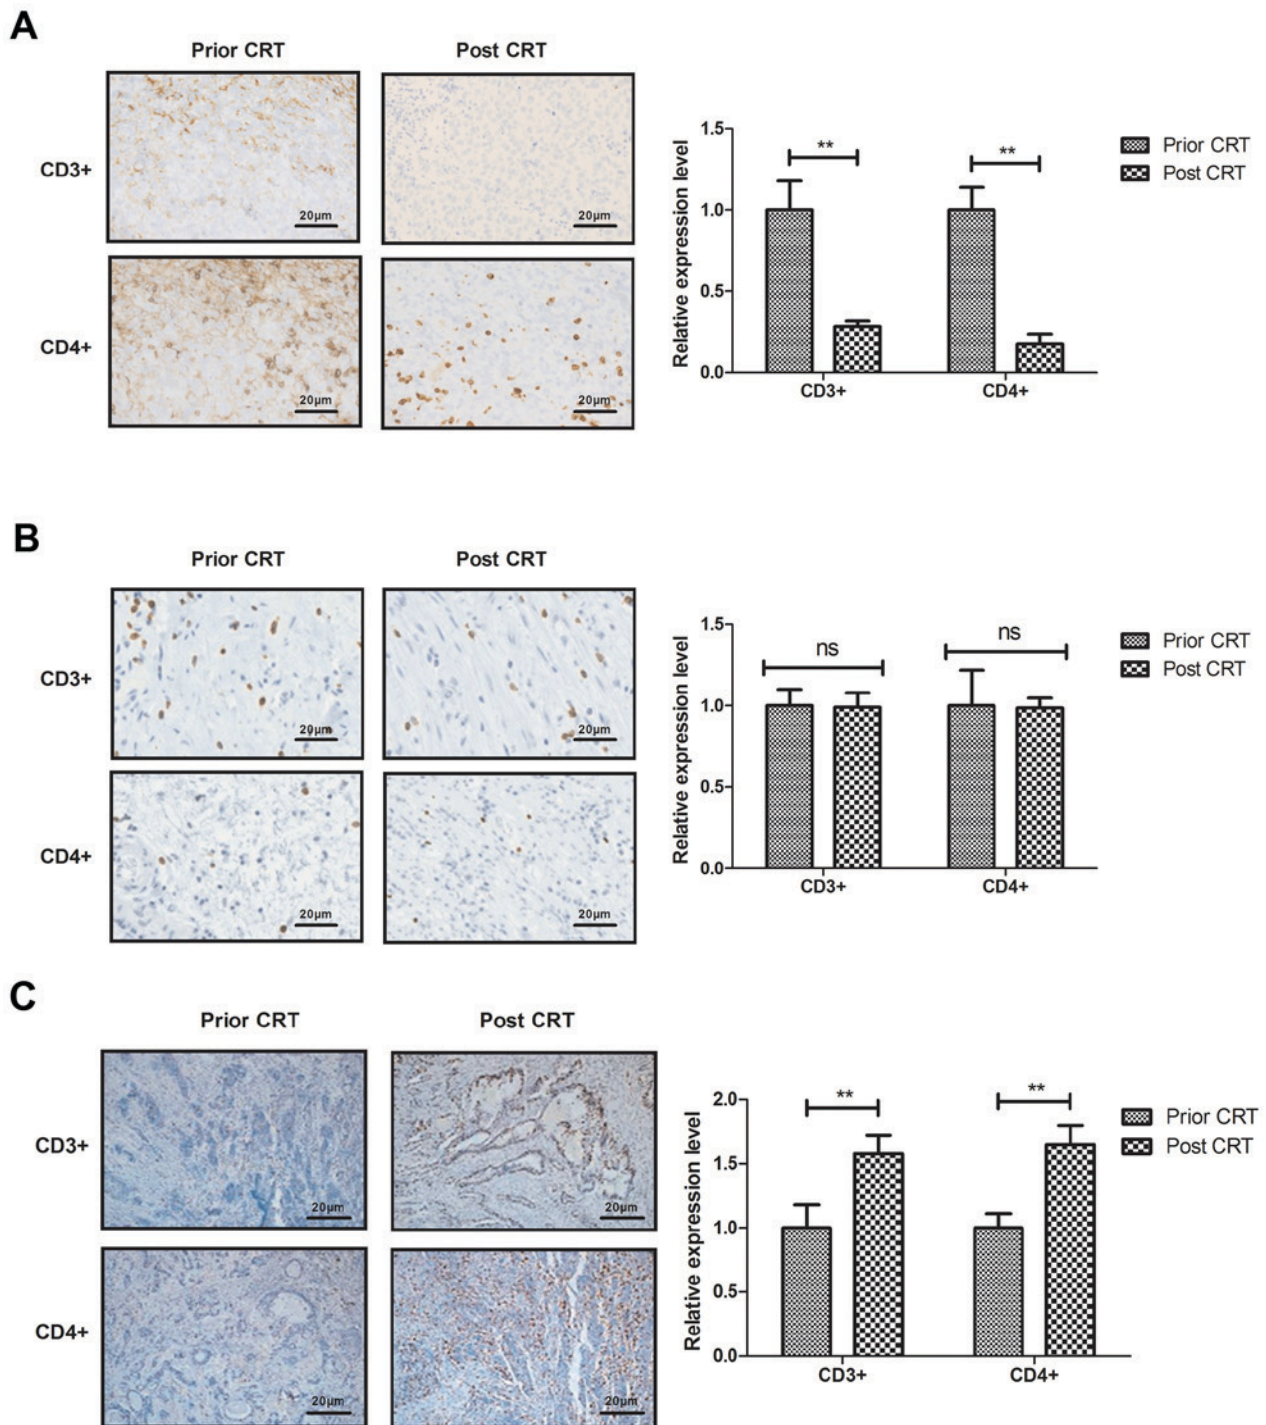 A
Prior CRT
Post CRT
CD3+
20μm
20μm
CD4+
20μm
20μm
Relative expression level
1.5
1.0
0.5
0.0
**
**
CD3+
CD4+
Prior CRT
Post CRT
B
Prior CRT
Post CRT
CD3+
20μm
20μm
CD4+
20μm
20μm
Relative expression level
1.5
1.0
0.5
0.0
ns
ns
CD3+
CD4+
Prior CRT
Post CRT
C
Prior CRT
Post CRT
CD3+
20μm
20μm
CD4+
20μm
20μm
Relative expression level
2.0
1.5
1.0
0.5
0.0
**
**
CD3+
CD4+
Prior CRT
Post CRT